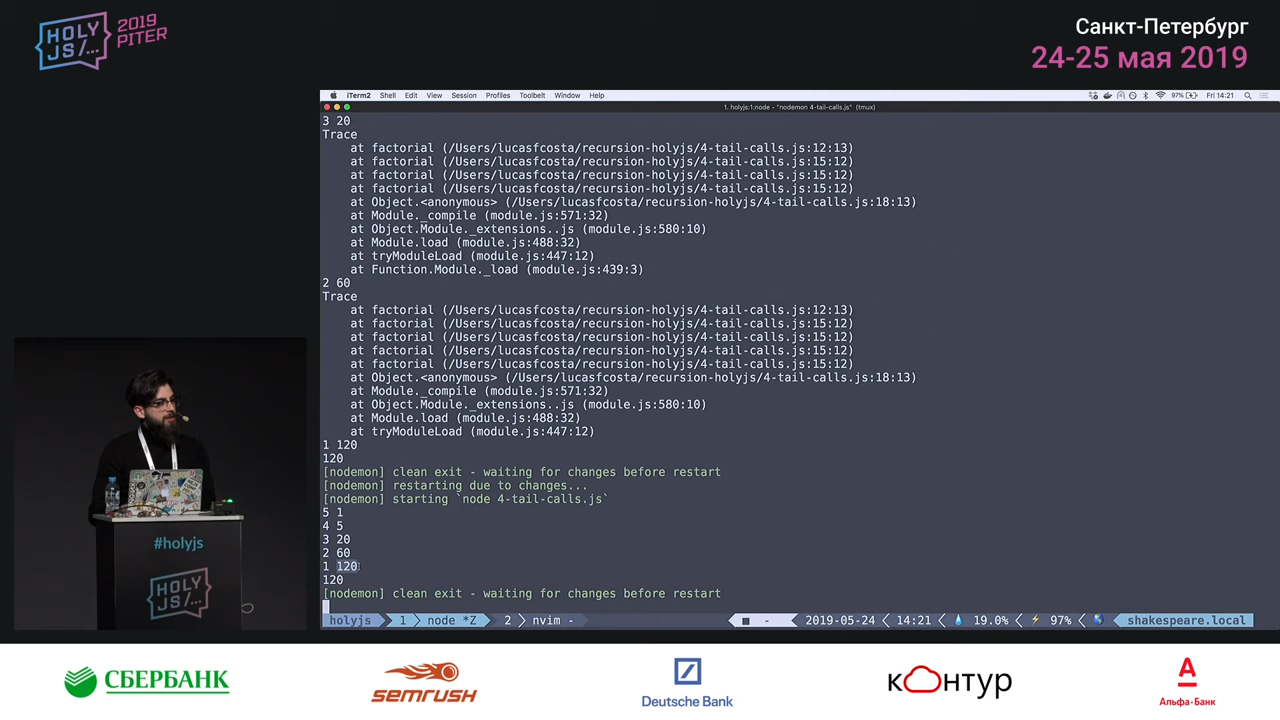 HOLY
JS/...
2019
PITER
Санкт-Петербург
24-25 мая 2019
iTerm2 Shell Edit View Session Profiles Toolbelt Window Help
97% Fri 14:21
1. holyjs:1:node - "nodemon 4-tail-calls.js" (tmux)
3 20
Trace
at factorial (/Users/lucasfcosta/recursion-holyjs/4-tail-calls.js:12:13)
at factorial (/Users/lucasfcosta/recursion-holyjs/4-tail-calls.js:15:12)
at factorial (/Users/lucasfcosta/recursion-holyjs/4-tail-calls.js:15:12)
at factorial (/Users/lucasfcosta/recursion-holyjs/4-tail-calls.js:15:12)
at Object.<anonymous> (/Users/lucasfcosta/recursion-holyjs/4-tail-calls.js:18:13)
at Module._compile (module.js:571:32)
at Object.Module._extensions..js (module.js:580:10)
at Module.load (module.js:488:32)
at tryModuleLoad (module.js:447:12)
at Function.Module._load (module.js:439:3)
2 60
Trace
at factorial (/Users/lucasfcosta/recursion-holyjs/4-tail-calls.js:12:13)
at factorial (/Users/lucasfcosta/recursion-holyjs/4-tail-calls.js:15:12)
at factorial (/Users/lucasfcosta/recursion-holyjs/4-tail-calls.js:15:12)
at factorial (/Users/lucasfcosta/recursion-holyjs/4-tail-calls.js:15:12)
at factorial (/Users/lucasfcosta/recursion-holyjs/4-tail-calls.js:15:12)
at Object.<anonymous> (/Users/lucasfcosta/recursion-holyjs/4-tail-calls.js:18:13)
at Module._compile (module.js:571:32)
at Object.Module._extensions..js (module.js:580:10)
at Module.load (module.js:488:32)
at tryModuleLoad (module.js:447:12)
1 120
120
[nodemon] clean exit - waiting for changes before restart
[nodemon] restarting due to changes...
[nodemon] starting `node 4-tail-calls.js`
5 1
4 5
3 20
2 60
1 120
120
[nodemon] clean exit - waiting for changes before restart
holyjs 1 node *Z 2 nvim - - 2019-05-24 14:21 19.0% 97% shakespeare.local
#holyjs
HOLY
JS/...
СБЕРБАНК
SEMRUSH
Deutsche Bank
контур
А
Альфа·Банк